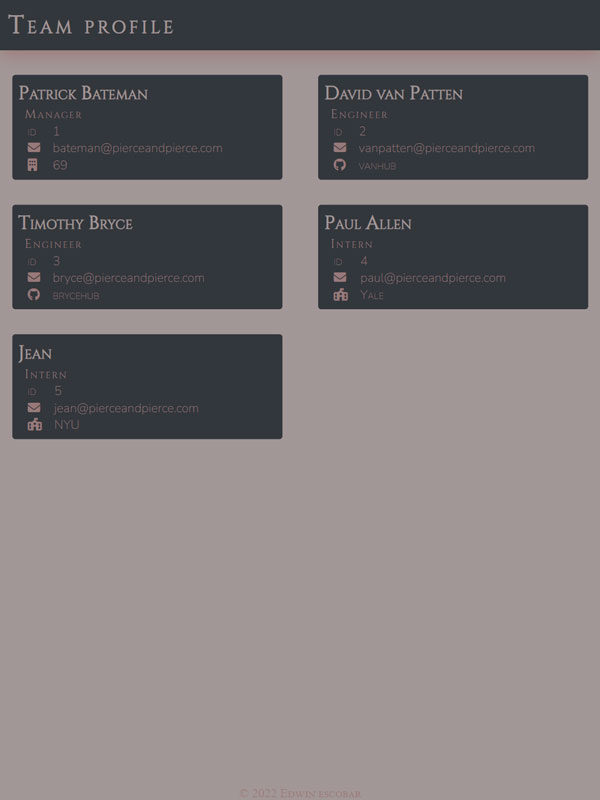 Team profile
Patrick Bateman
Manager
ID 1
bateman@pierceandpierce.com
69
David van Patten
Engineer
ID 2
vanpatten@pierceandpierce.com
vanhub
Timothy Bryce
Engineer
ID 3
bryce@pierceandpierce.com
brycehub
Paul Allen
Intern
ID 4
paul@pierceandpierce.com
Yale
Jean
Intern
ID 5
jean@pierceandpierce.com
NYU
© 2022 Edwin.escobar